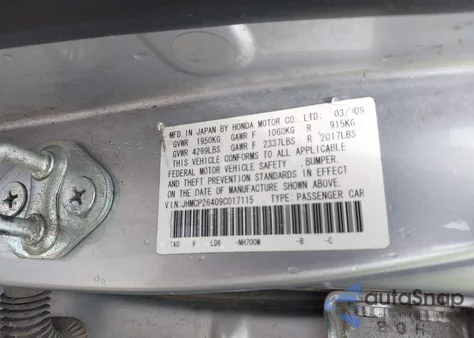 MFD. IN JAPAN BY HONDA MOTOR CO., LTD. 03/09
GVWR 1950KG GAWR F 1060KG R 915KG
GVWR 4299LBS GAWR F 2337LBS R 2017LBS
THIS VEHICLE CONFORMS TO ALL APPLICABLE
FEDERAL MOTOR VEHICLE SAFETY, BUMPER,
AND THEFT PREVENTION STANDARDS IN EFFECT
ON THE DATE OF MANUFACTURE SHOWN ABOVE.
V.I.N.:JHMCP26409C017115 TYPE: PASSENGER CAR
TA0 9 LD6 -NH700M -B -C
autoSnap